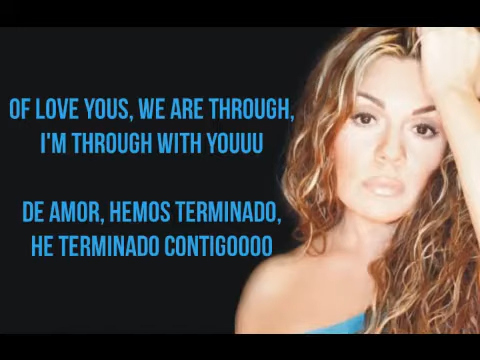 OF LOVE YOUS, WE ARE THROUGH,
I'M THROUGH WITH YOUUU
DE AMOR, HEMOS TERMINADO,
HE TERMINADO CONTIGOOOO